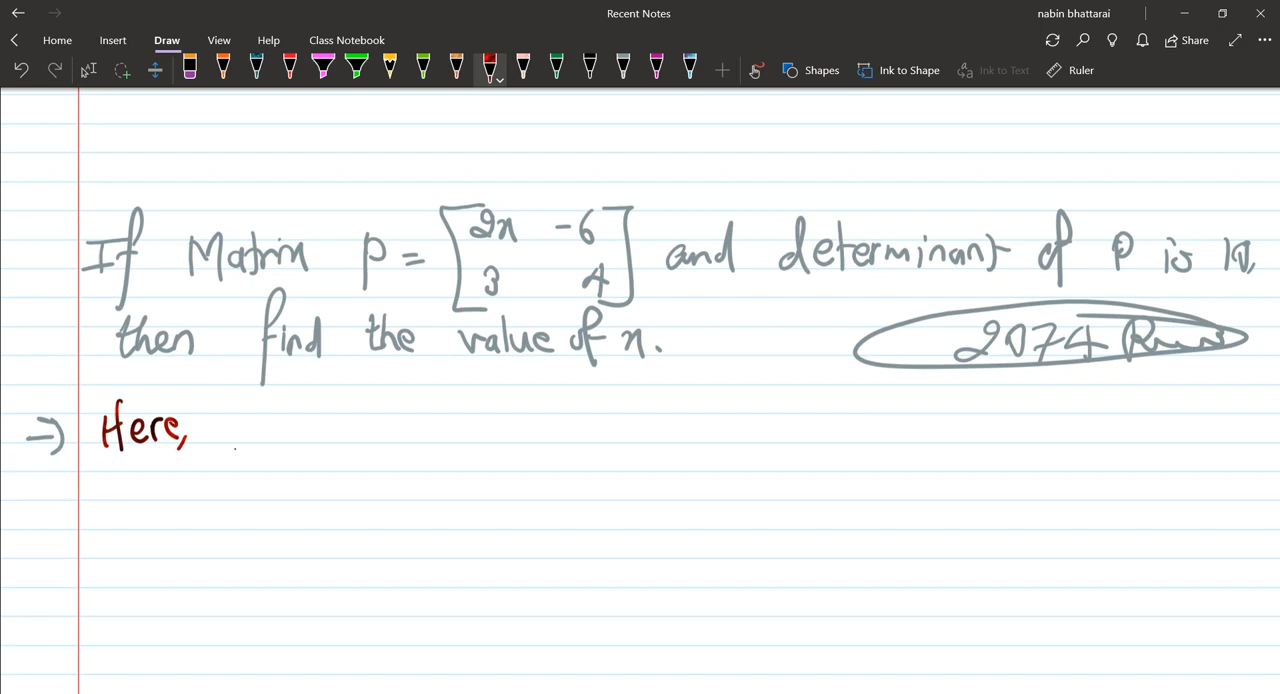 Recent Notes
nabin bhattarai
Home Insert Draw View Help Class Notebook
Shapes Ink to Shape Ink to Text Ruler Share
If Matrix P = [2x -6
3 4] and determinant of P is 10,
then find the value of x.
2074
⇒ Here,